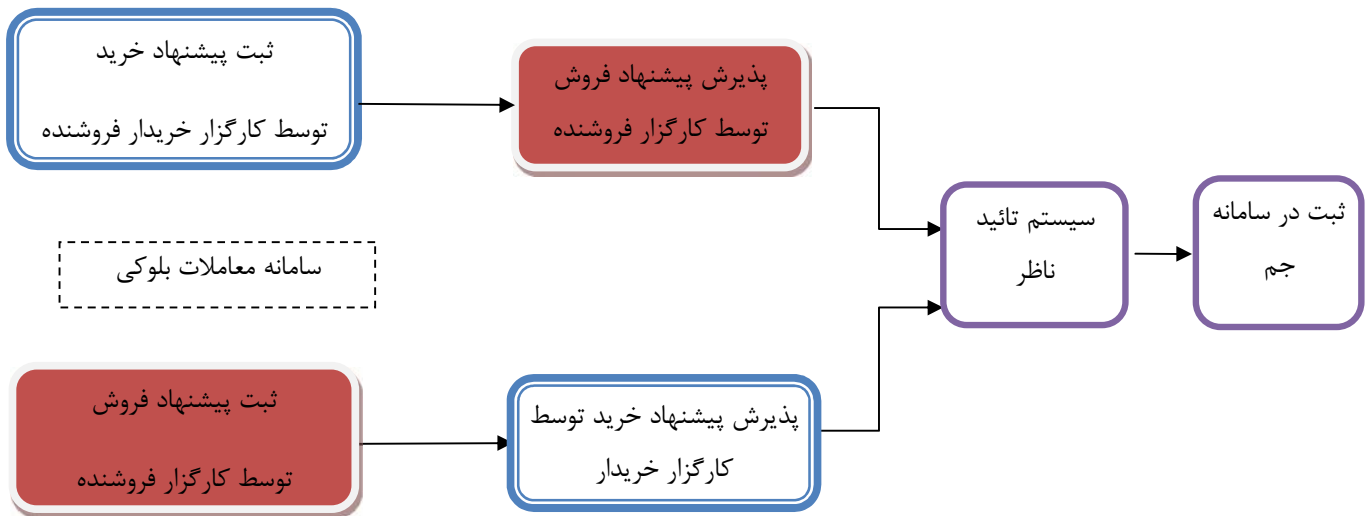 ثبت پیشنهاد خرید
توسط کارگزار خریدار فروشنده
پذیرش پیشنهاد فروش
توسط کارگزار فروشنده
سیستم تائید
ناظر
ثبت در سامانه
جم
سامانه معاملات بلوکی
ثبت پیشنهاد فروش
توسط کارگزار فروشنده
پذیرش پیشنهاد خرید توسط
کارگزار خریدار